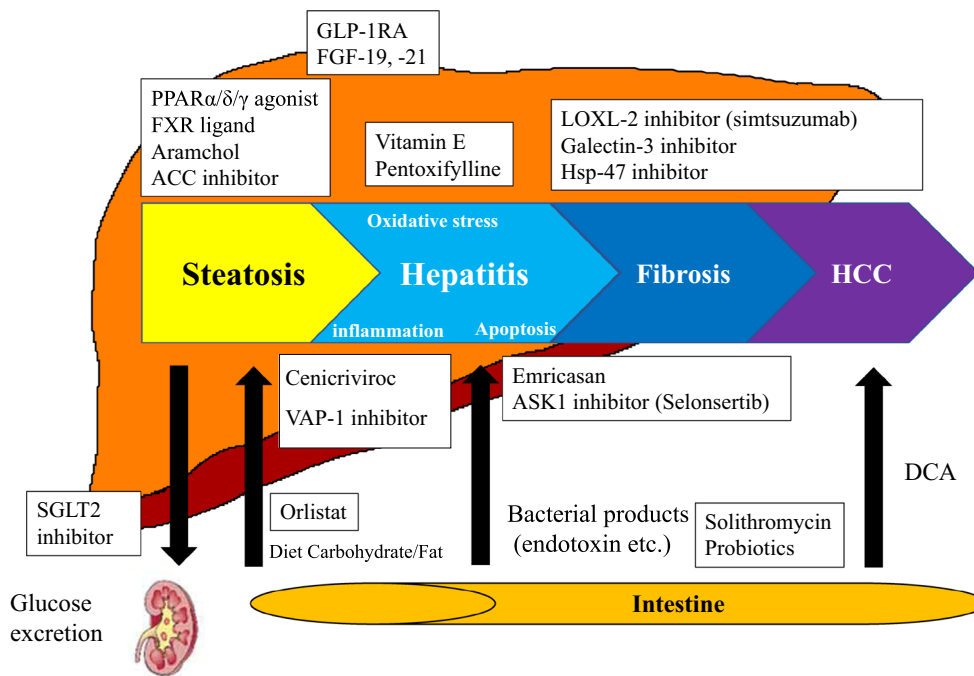 GLP-1RA
FGF-19, -21
PPARα/δ/γ agonist
FXR ligand
Aramchol
ACC inhibitor
Vitamin E
Pentoxifylline
LOXL-2 inhibitor (simtsuzumab)
Galectin-3 inhibitor
Hsp-47 inhibitor
Steatosis
Oxidative stress
Hepatitis
inflammation
Apoptosis
Fibrosis
HCC
Cenicriviroc
VAP-1 inhibitor
Emricasan
ASK1 inhibitor (Selonsertib)
SGLT2
inhibitor
Orlistat
Diet Carbohydrate/Fat
Bacterial products
(endotoxin etc.)
Solithromycin
Probiotics
DCA
Glucose
excretion
Intestine